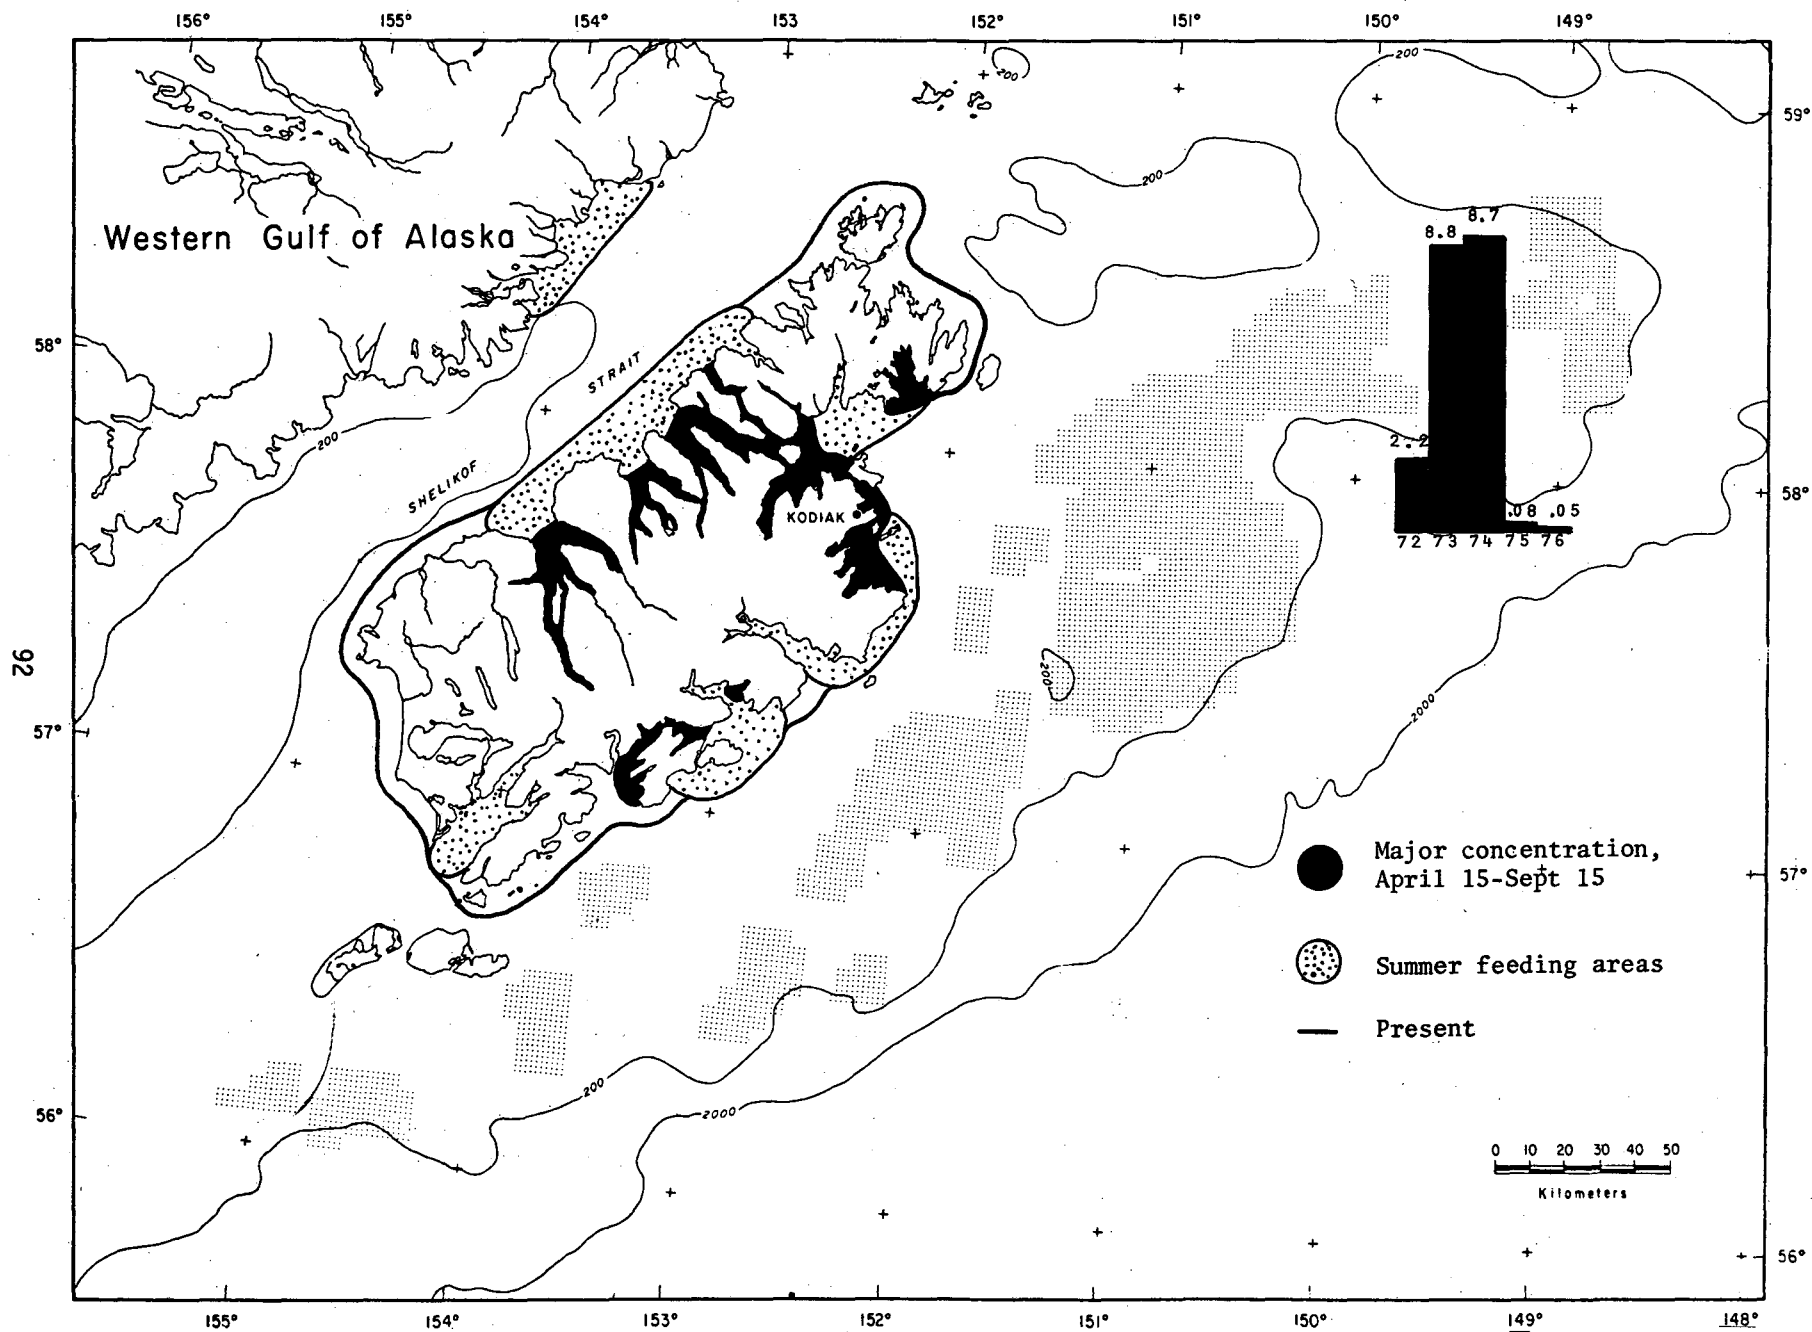 156° 155° 154° 153 152° 151° 150° 149°
200
200
59°
200
8.7
8.8
Western Gulf of Alaska
58°
STRAIT
200
2.2
SHELIKOF
58°
KODIAK
.08 .05
72 73 74 75 76
92
200
2000
57°
Major concentration,
April 15-Sept 15
57°
Summer feeding areas
Present
200
2000
56°
0 10 20 30 40 50
Kilometers
56°
155° 154° 153° 152° 151° 150° 149° 148°